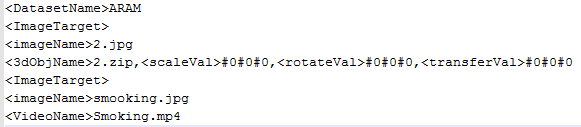 <DatasetName>ARAM
<ImageTarget>
<imageName>2.jpg
<3dObjName>2.zip,<scaleVal>#0#0#0,<rotateVal>#0#0#0,<transferVal>#0#0#0
<ImageTarget>
<imageName>smooking.jpg
<VideoName>Smoking.mp4